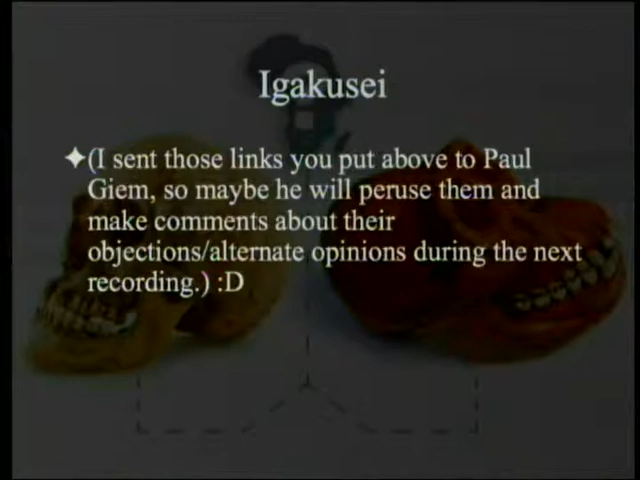 Igakusei
(I sent those links you put above to Paul
Giem, so maybe he will peruse them and
make comments about their
objections/alternate opinions during the next
recording.) :D